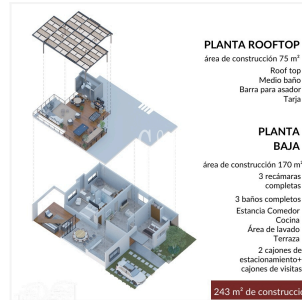 PLANTA ROOFTOP
área de construcción 75 m²
Roof top
Medio baño
Barra para asador
Tarja
PLANTA
BAJA
área de construcción 170 m²
3 recámaras
completas
3 baños completos
Estancia Comedor
Cocina
Área de lavado
Terraza
2 cajones de
estacionamiento+
cajones de visitas
243 m² de construcció